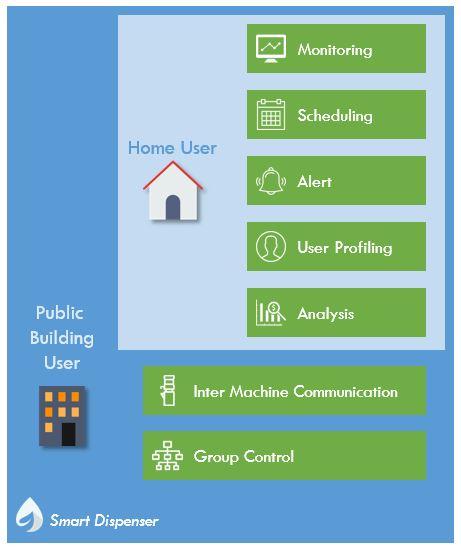 Monitoring
Scheduling
Home User
Alert
User Profiling
Analysis
Public
Building
User
Inter Machine Communication
Group Control
Smart Dispenser